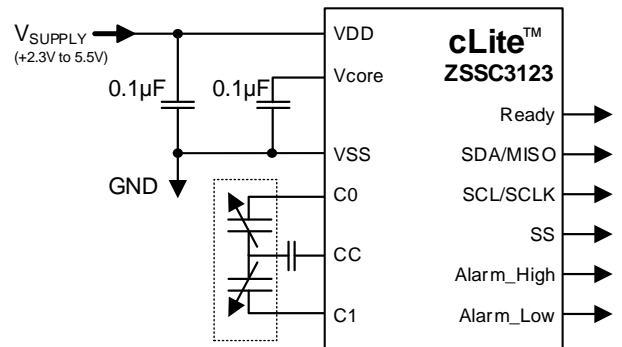 V_SUPPLY
(+2.3V to 5.5V)
0.1µF
0.1µF
GND
VDD
Vcore
VSS
C0
CC
C1
cLite™
ZSSC3123
Ready
SDA/MISO
SCL/SCLK
SS
Alarm_High
Alarm_Low